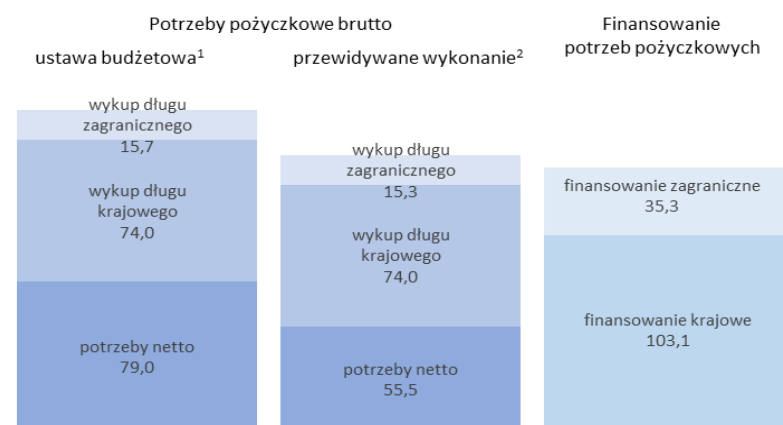 Potrzeby pożyczkowe brutto
ustawa budżetowa¹
przewidywane wykonanie²
Finansowanie
potrzeb pożyczkowych
wykup długu
zagranicznego
15,7
wykup długu
krajowego
74,0
potrzeby netto
79,0
wykup długu
zagranicznego
15,3
wykup długu
krajowego
74,0
potrzeby netto
55,5
finansowanie zagraniczne
35,3
finansowanie krajowe
103,1